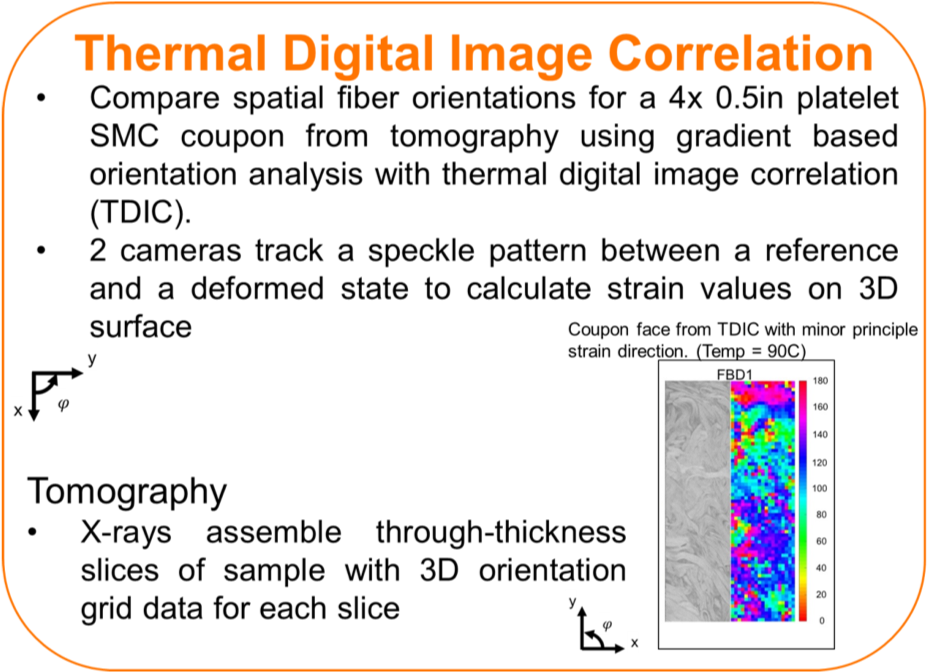 Thermal Digital Image Correlation
• Compare spatial fiber orientations for a 4x 0.5in platelet
SMC coupon from tomography using gradient based
orientation analysis with thermal digital image correlation
(TDIC).
• 2 cameras track a speckle pattern between a reference
and a deformed state to calculate strain values on 3D
surface
Coupon face from TDIC with minor principle
strain direction. (Temp = 90C)
y
x
φ
FBD1
180
160
140
120
100
80
60
40
20
0
Tomography
• X-rays assemble through-thickness
slices of sample with 3D orientation
grid data for each slice
y
φ
x